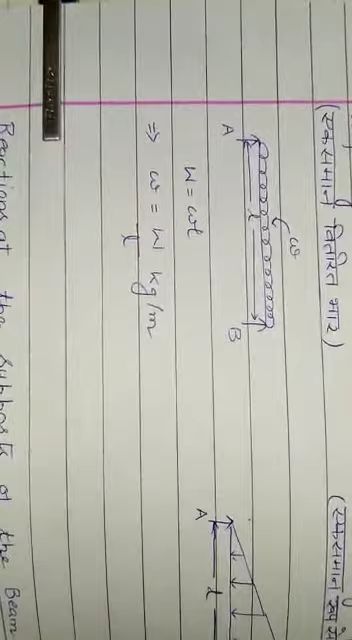 (एकसमान वितरित भार)
w
A
l
B
W = wl
⇒ w = W/l kg/m
(एकसमान
A
l
Reactions at the supports of the Beam